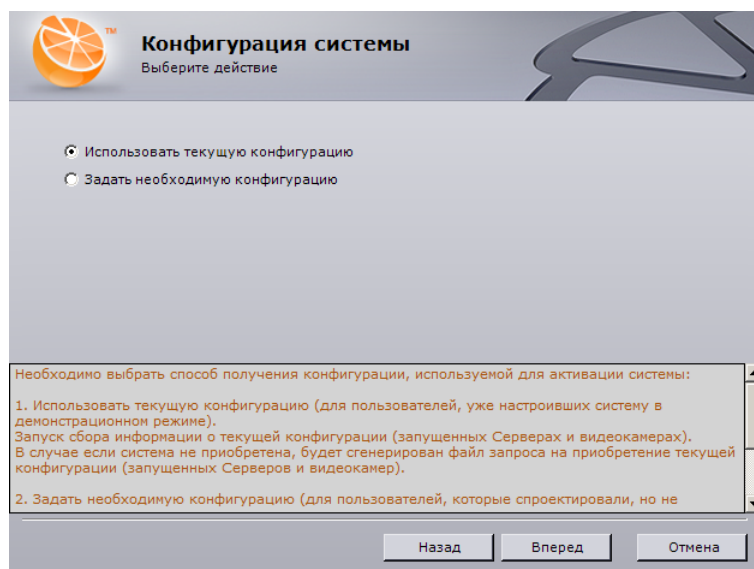 TM
Конфигурация системы
Выберите действие
Использовать текущую конфигурацию
Задать необходимую конфигурацию
Необходимо выбрать способ получения конфигурации, используемой для активации системы:
1. Использовать текущую конфигурацию (для пользователей, уже настроивших систему в
демонстрационном режиме).
Запуск сбора информации о текущей конфигурации (запущенных Серверах и видеокамерах).
В случае если система не приобретена, будет сгенерирован файл запроса на приобретение текущей
конфигурации (запущенных Серверов и видеокамер).
2. Задать необходимую конфигурацию (для пользователей, которые спроектировали, но не
Назад
Вперед
Отмена